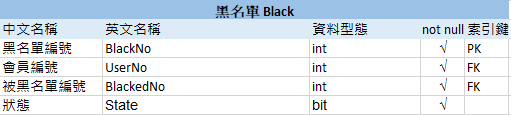 黑名單 Black
中文名稱 英文名稱 資料型態 not null 索引鍵
黑名單編號 BlackNo int √ PK
會員編號 UserNo int √ FK
被黑名單編號 BlackedNo int √ FK
狀態 State bit √